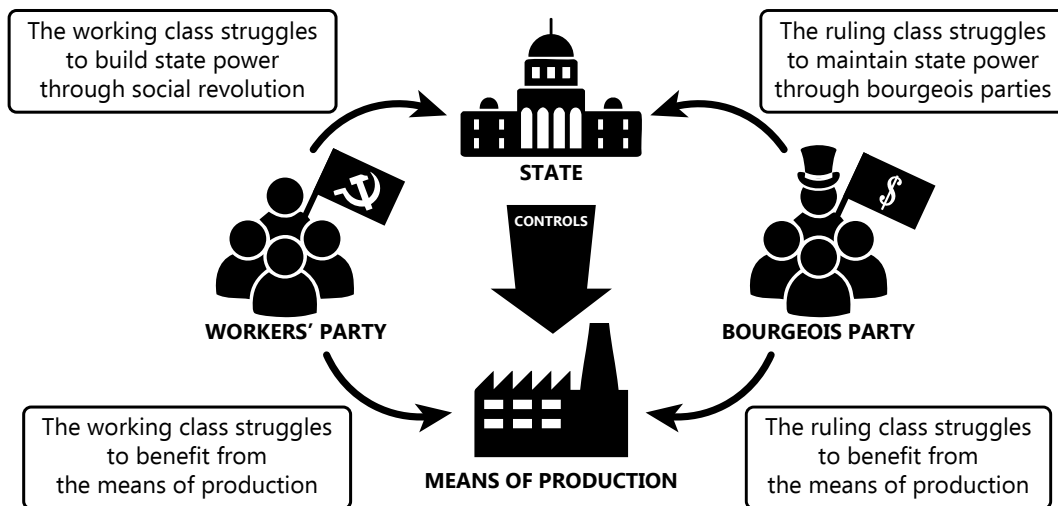 The working class struggles
to build state power
through social revolution
The ruling class struggles
to maintain state power
through bourgeois parties
STATE
$
CONTROLS
WORKERS’ PARTY
BOURGEOIS PARTY
The working class struggles
to benefit from
the means of production
MEANS OF PRODUCTION
The ruling class struggles
to benefit from
the means of production